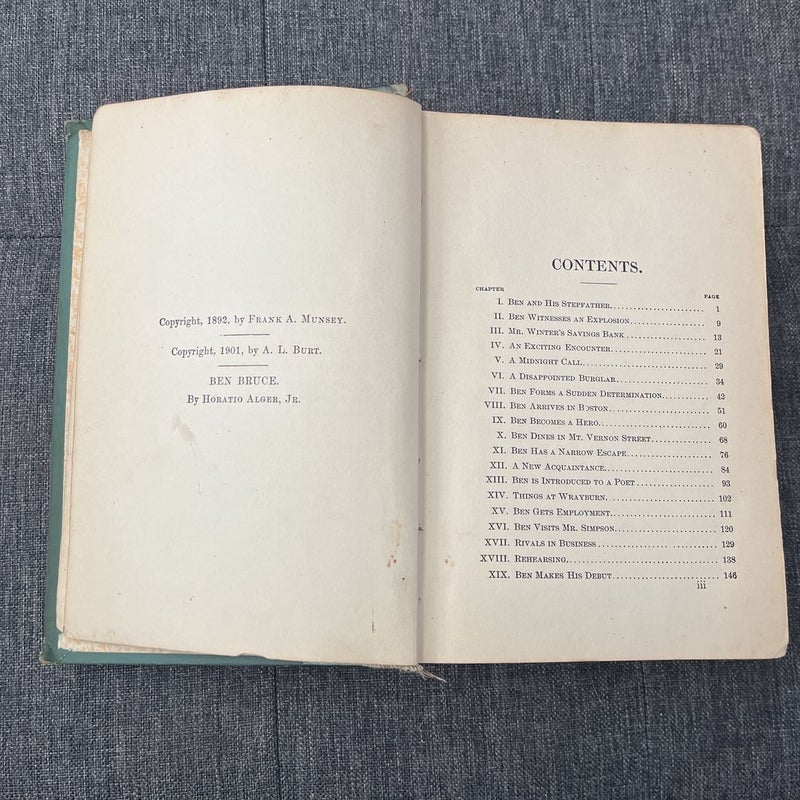 Copyright, 1892, by Frank A. Munsey.
Copyright, 1901, by A. L. Burt.
BEN BRUCE.
By Horatio Alger, Jr.
CONTENTS.
CHAPTER PAGE
I. Ben and His Stepfather. 1
II. Ben Witnesses an Explosion. 9
III. Mr. Winter's Savings Bank 13
IV. An Exciting Encounter. 21
V. A Midnight Call. 29
VI. A Disappointed Burglar. 34
VII. Ben Forms a Sudden Determination. 42
VIII. Ben Arrives in Boston. 51
IX. Ben Becomes a Hero. 60
X. Ben Dines in Mt. Vernon Street. 68
XI. Ben Has a Narrow Escape. 76
XII. A New Acquaintance. 84
XIII. Ben is Introduced to a Poet 93
XIV. Things at Wrayburn. 102
XV. Ben Gets Employment. 111
XVI. Ben Visits Mr. Simpson. 120
XVII. Rivals in Business 129
XVIII. Rehearsing. 138
XIX. Ben Makes His Debut 146
iii